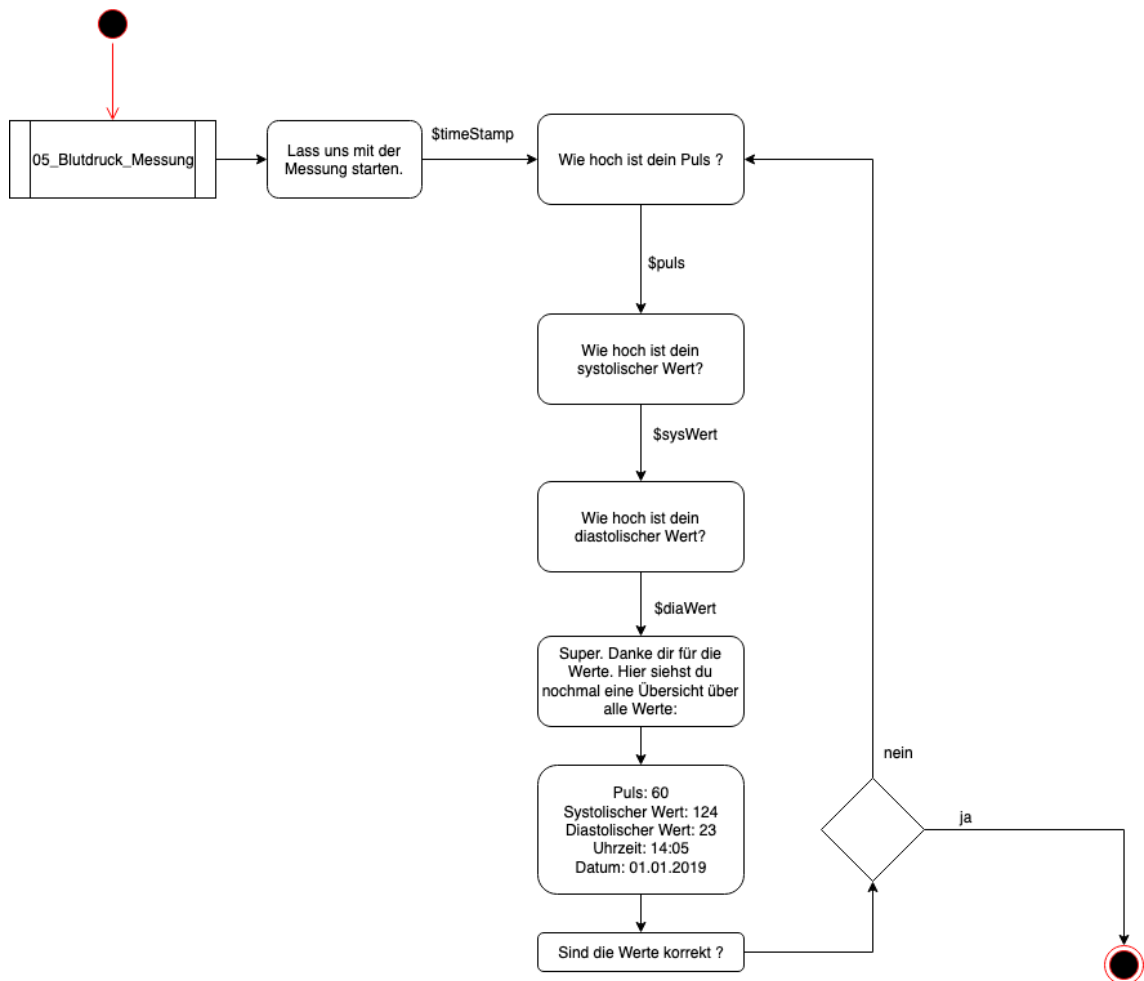 05_Blutdruck_Messung
Lass uns mit der
Messung starten.
$timeStamp
Wie hoch ist dein Puls ?
$puls
Wie hoch ist dein
systolischer Wert?
$sysWert
Wie hoch ist dein
diastolischer Wert?
$diaWert
Super. Danke dir für die
Werte. Hier siehst du
nochmal eine Übersicht über
alle Werte:
Puls: 60
Systolischer Wert: 124
Diastolischer Wert: 23
Uhrzeit: 14:05
Datum: 01.01.2019
Sind die Werte korrekt ?
nein
ja